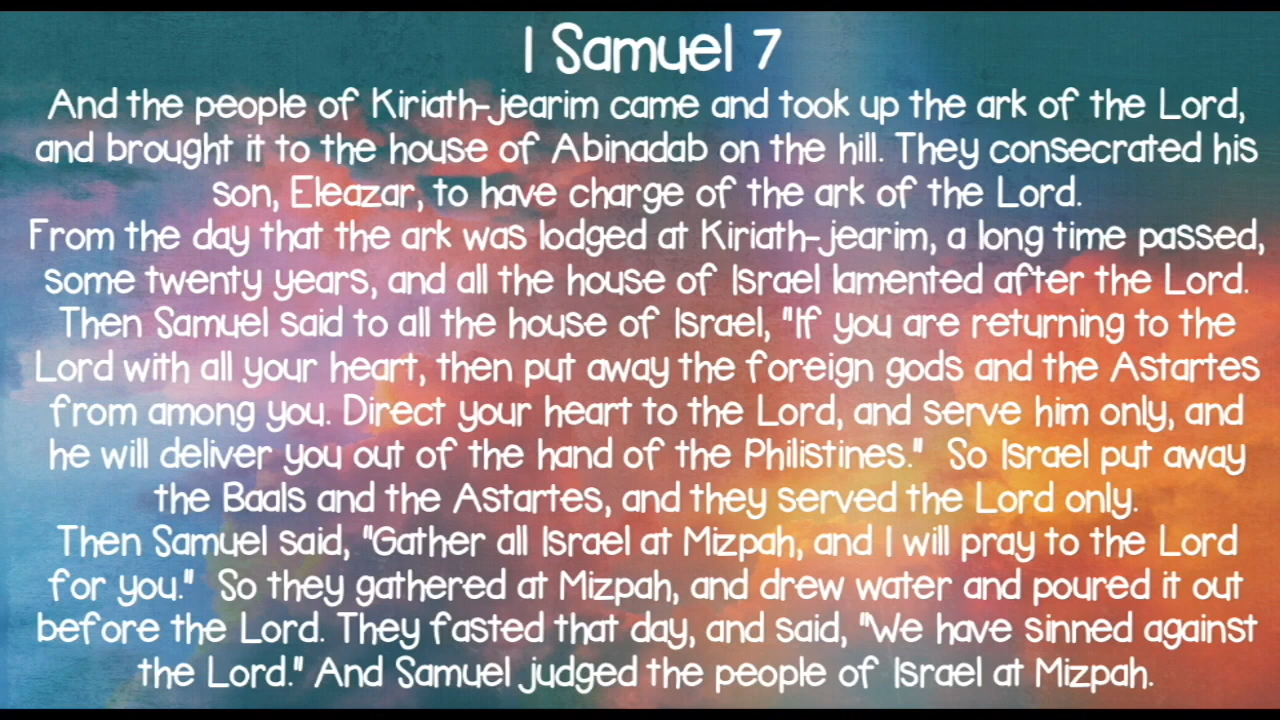 1 Samuel 7
And the people of Kiriath-jearim came and took up the ark of the Lord,
and brought it to the house of Abinadab on the hill. They consecrated his
son, Eleazar, to have charge of the ark of the Lord.
From the day that the ark was lodged at Kiriath-jearim, a long time passed,
some twenty years, and all the house of Israel lamented after the Lord.
Then Samuel said to all the house of Israel, "If you are returning to the
Lord with all your heart, then put away the foreign gods and the Astartes
from among you. Direct your heart to the Lord, and serve him only, and
he will deliver you out of the hand of the Philistines."  So Israel put away
the Baals and the Astartes, and they served the Lord only.
Then Samuel said, "Gather all Israel at Mizpah, and I will pray to the Lord
for you."  So they gathered at Mizpah, and drew water and poured it out
before the Lord. They fasted that day, and said, "We have sinned against
the Lord." And Samuel judged the people of Israel at Mizpah.